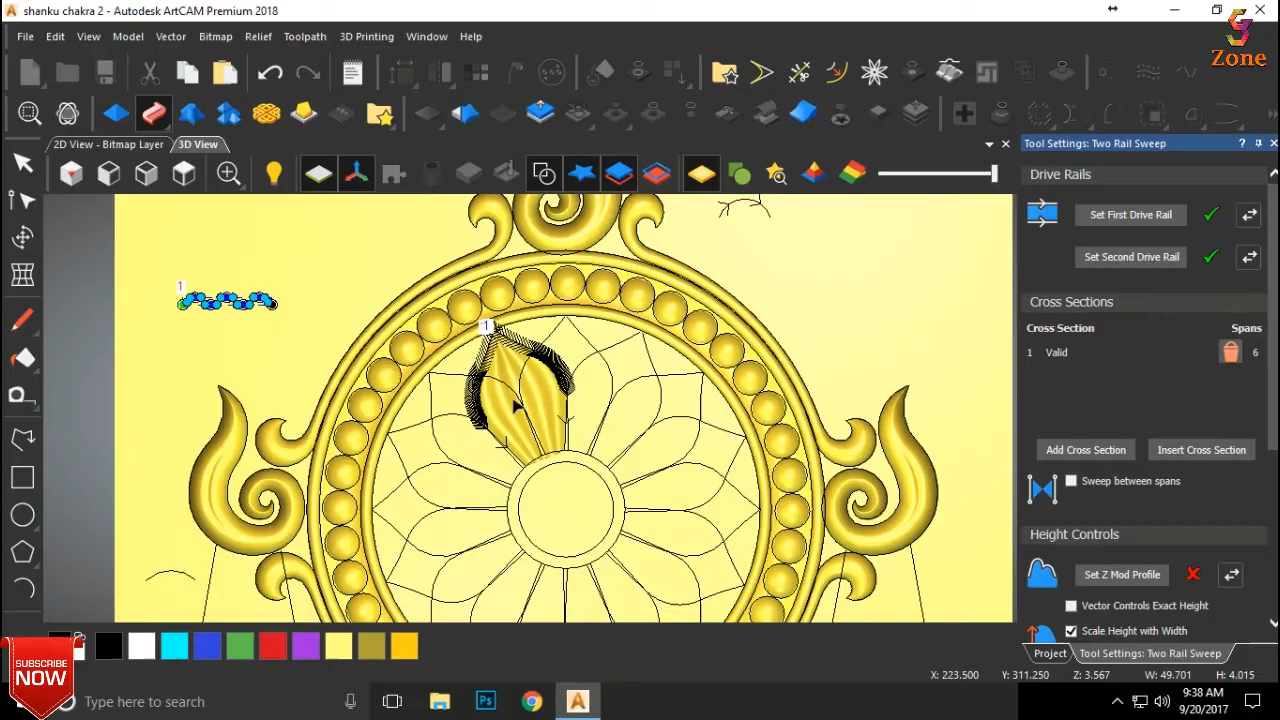 shanku chakra 2 - Autodesk ArtCAM Premium 2018
File Edit View Model Vector Bitmap Relief Toolpath 3D Printing Window Help
Zone
2D View - Bitmap Layer 3D View
Tool Settings: Two Rail Sweep
Drive Rails
Set First Drive Rail
Set Second Drive Rail
Cross Sections
Cross Section Spans
1 Valid 6
Add Cross Section Insert Cross Section
Sweep between spans
Height Controls
Set Z Mod Profile
Vector Controls Exact Height
Scale Height with Width
Project Tool Settings: Two Rail Sweep
1
1
X: 223.500 Y: 311.250 Z: 3.567 W: 49.701 H: 4.015
SUBSCRIBE
NOW
Type here to search
9:38 AM
9/20/2017